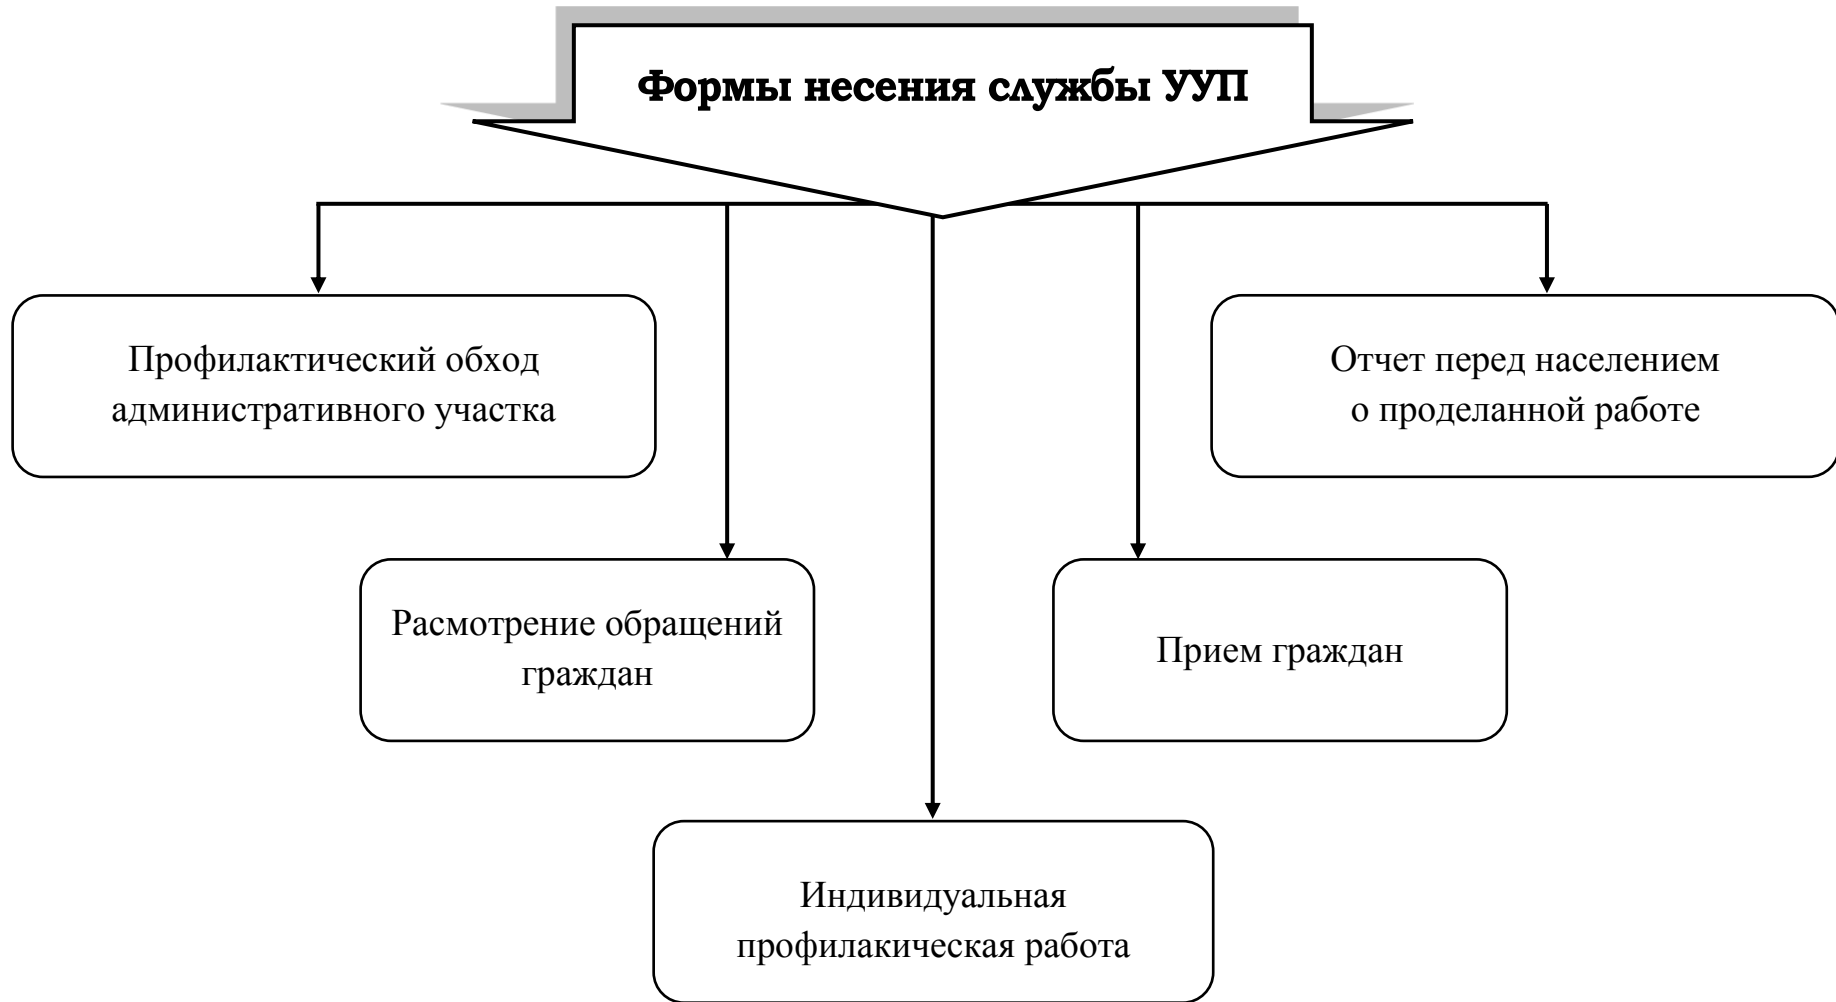 Формы несения службы УУП
Профилактический обход
административного участка
Отчет перед населением
о проделанной работе
Расмотрение обращений
граждан
Прием граждан
Индивидуальная
профилакическая работа